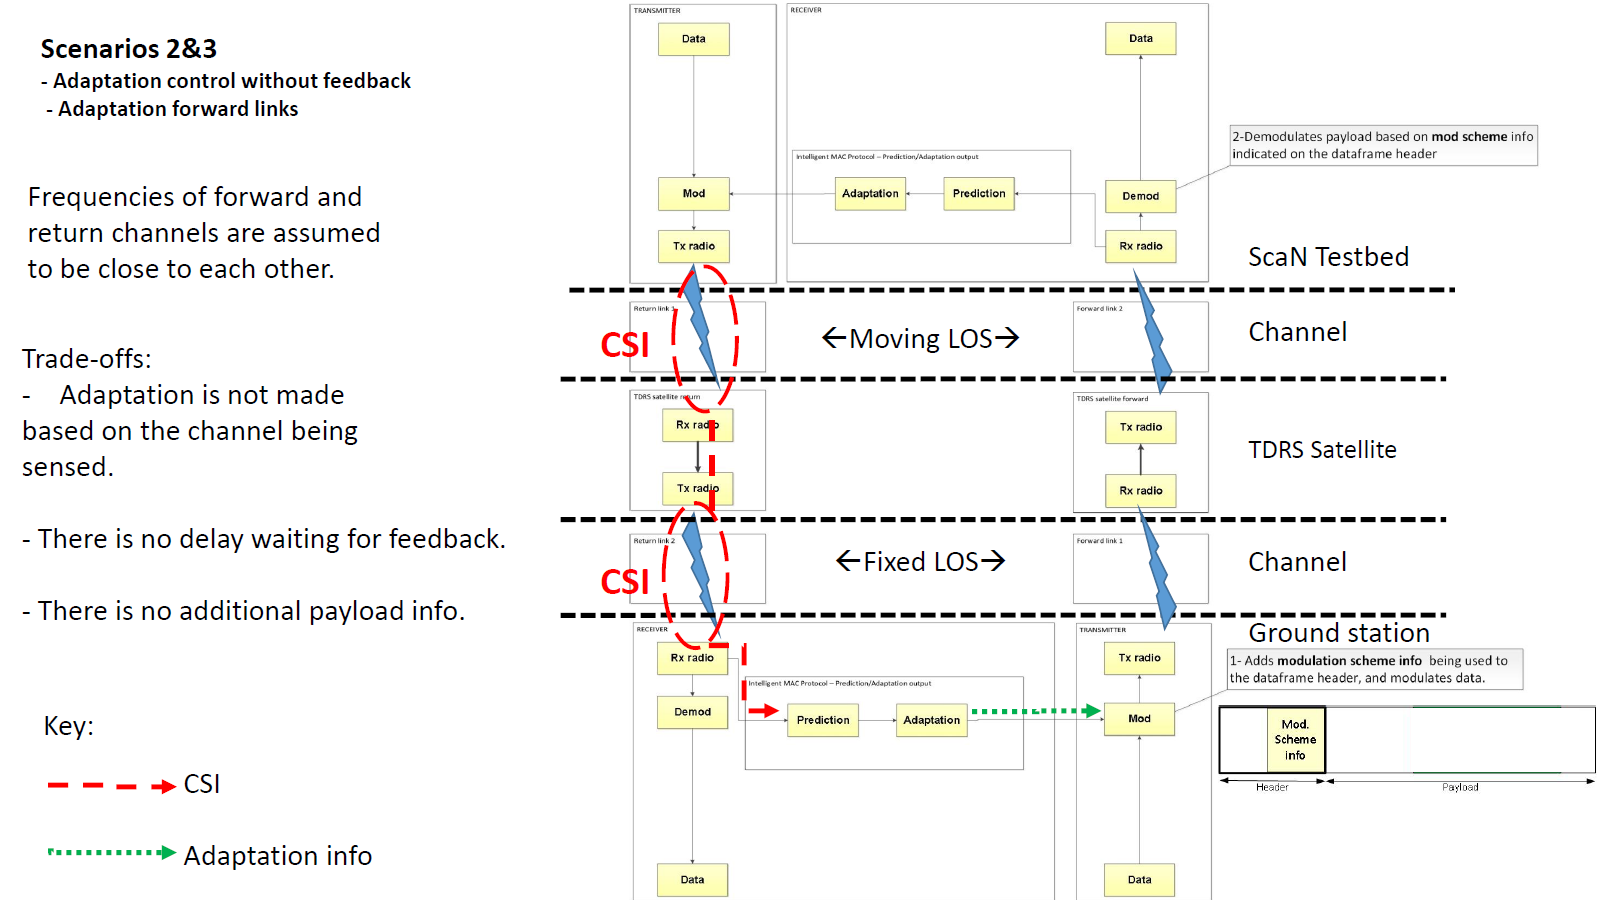 Scenarios 2&3
- Adaptation control without feedback
- Adaptation forward links
Frequencies of forward and
return channels are assumed
to be close to each other.
Trade-offs:
- Adaptation is not made
based on the channel being
sensed.
- There is no delay waiting for feedback.
- There is no additional payload info.
Key:
CSI
Adaptation info
TRANSMITTER
Data
Mod
Tx radio
RECEIVER
Data
Intelligent MAC Protocol – Prediction/Adaptation output
Adaptation
Prediction
Demod
Rx radio
2-Demodulates payload based on mod scheme info
indicated on the dataframe header
ScaN Testbed
Return link 1
CSI
←Moving LOS→
Forward link 2
Channel
TDRS satellite return
Rx radio
Tx radio
TDRS satellite forward
Tx radio
Rx radio
TDRS Satellite
Return link 2
CSI
←Fixed LOS→
Forward link 1
Channel
RECEIVER
Rx radio
Demod
Data
Intelligent MAC Protocol – Prediction/Adaptation output
Prediction
Adaptation
TRANSMITTER
Tx radio
Mod
Data
Ground station
1- Adds modulation scheme info being used to
the dataframe header, and modulates data.
Mod.
Scheme
info
Header
Payload